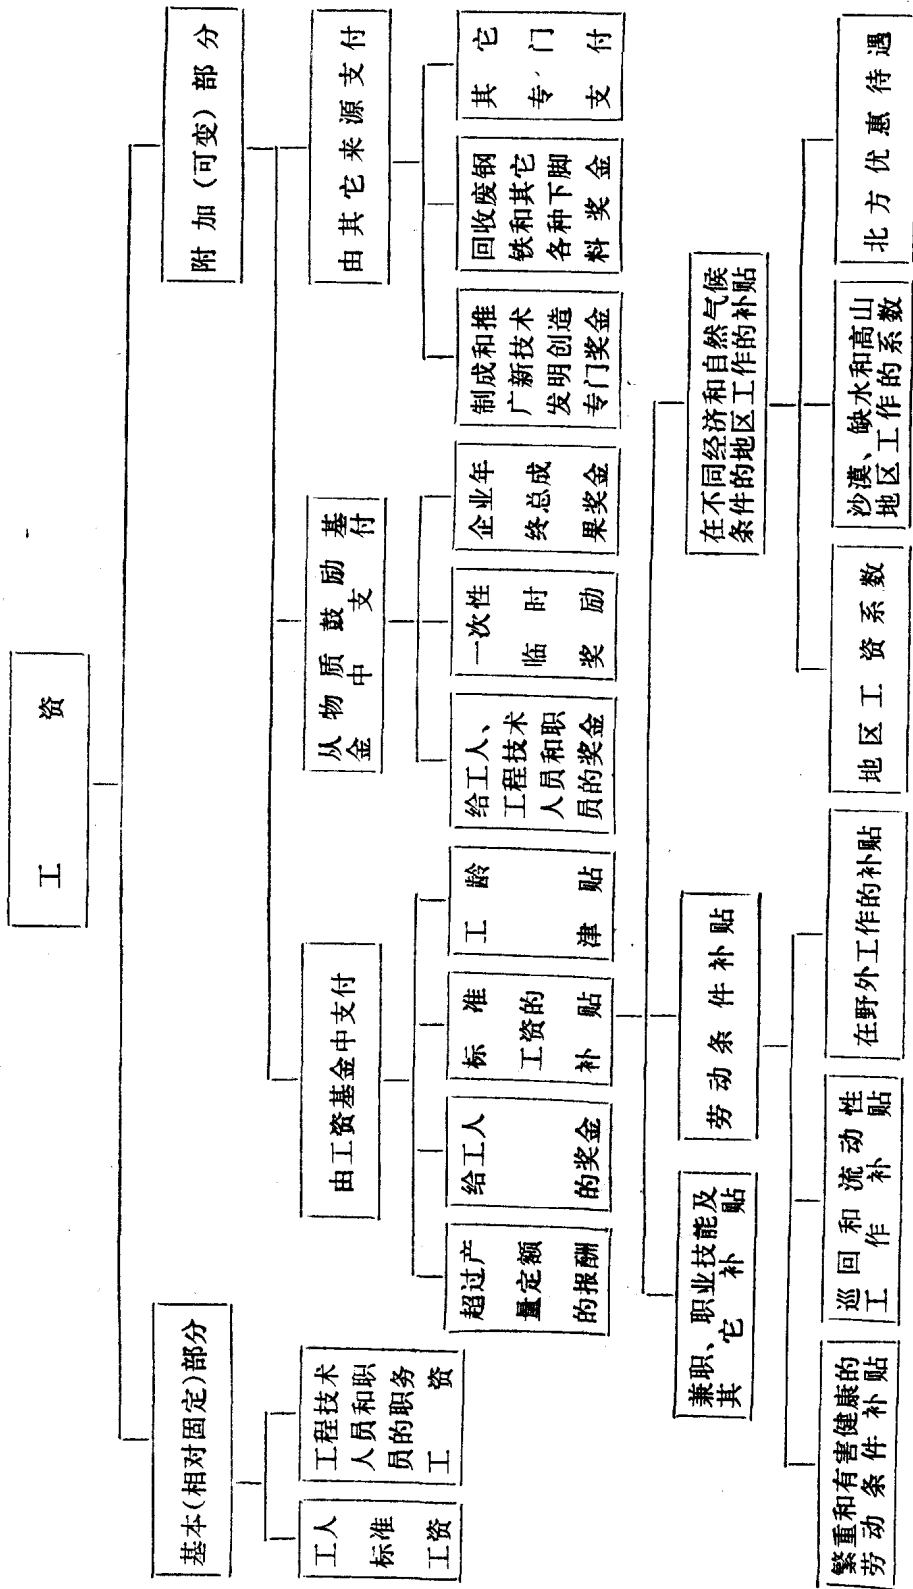 工资
基本(相对固定)部分
附加(可变)部分
工人
标准
工资
工程技术
人员和职
员的职务
工资
由工资基金中支付
从物质鼓励基
金中支付
由其它来源支付
超过产
量定额
的报酬
给工人
的奖金
标准
工资的
补贴
工龄
津贴
给工人、
工程技术
人员和职
员的奖金
一次性
临时
奖励
企业年
终总成
果奖金
制成和推
广新技术
发明创造
专门奖金
回收废钢
铁和其它
各种下脚
料奖金
其它
专门
支付
兼职、职业技能及
其它补贴
劳动条件补贴
在不同经济和自然气候
条件的地区工作的补贴
繁重和有害健康的
劳动条件补贴
巡回和流动性
工作补贴
在野外工作的补贴
地区工资系数
沙漠、缺水和高山
地区工作的系数
北方优惠待遇